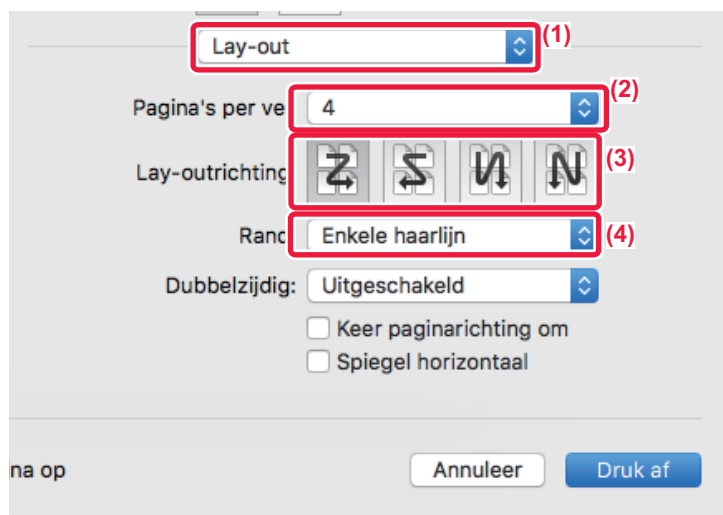 Lay-out (1)
Pagina's per ve 4 (2)
Lay-outrichting (3)
Rand Enkele haarlijn (4)
Dubbelzijdig: Uitgeschakeld
Keer paginarichting om
Spiegel horizontaal
na op Annuleer Druk af